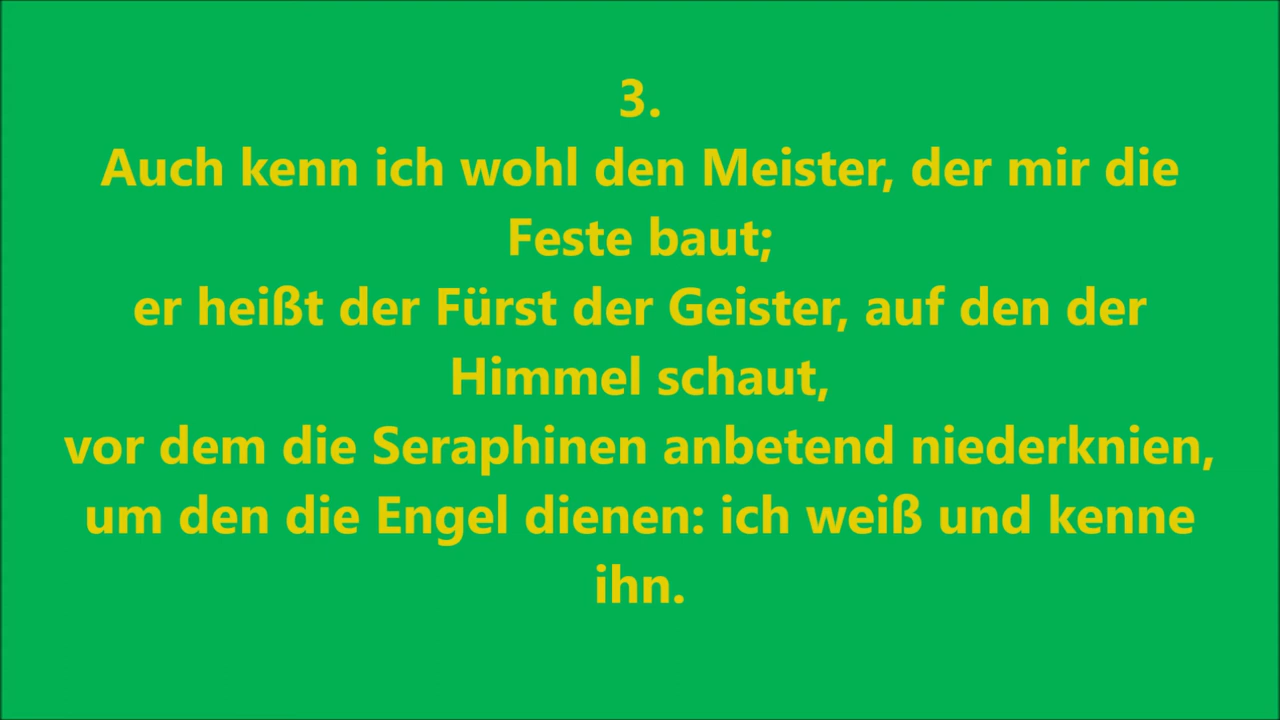 3.
Auch kenn ich wohl den Meister, der mir die
Feste baut;
er heißt der Fürst der Geister, auf den der
Himmel schaut,
vor dem die Seraphinen anbetend niederknien,
um den die Engel dienen: ich weiß und kenne
ihn.